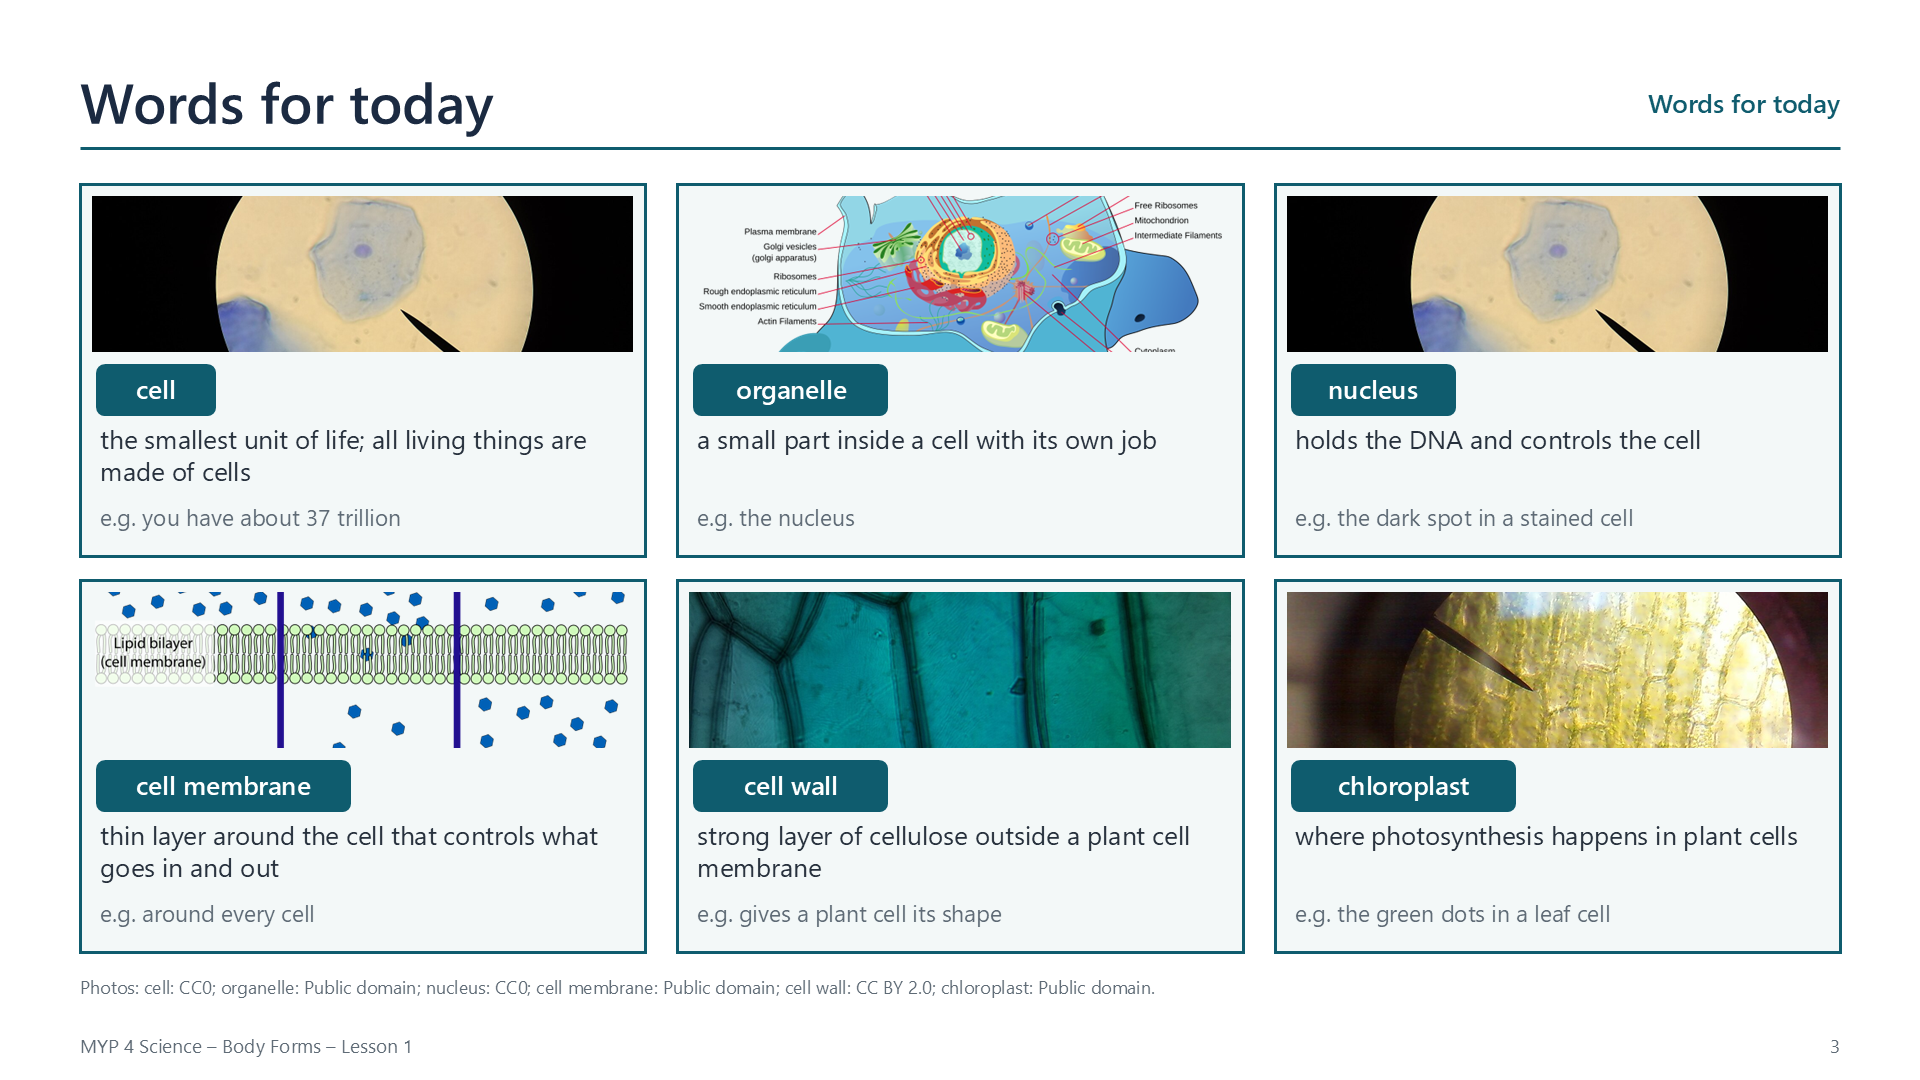 Words for today
Words for today
cell
the smallest unit of life; all living things are
made of cells
e.g. you have about 37 trillion
Plasma membrane
Golgi vesicles
(golgi apparatus)
Ribosomes
Rough endoplasmic reticulum
Smooth endoplasmic reticulum
Actin Filaments
Free Ribosomes
Mitochondrion
Intermediate Filaments
Cytoplasm
organelle
a small part inside a cell with its own job
e.g. the nucleus
nucleus
holds the DNA and controls the cell
e.g. the dark spot in a stained cell
Lipid bilayer
(cell membrane)
cell membrane
thin layer around the cell that controls what
goes in and out
e.g. around every cell
cell wall
strong layer of cellulose outside a plant cell
membrane
e.g. gives a plant cell its shape
chloroplast
where photosynthesis happens in plant cells
e.g. the green dots in a leaf cell
Photos: cell: CC0; organelle: Public domain; nucleus: CC0; cell membrane: Public domain; cell wall: CC BY 2.0; chloroplast: Public domain.
MYP 4 Science – Body Forms – Lesson 1
3